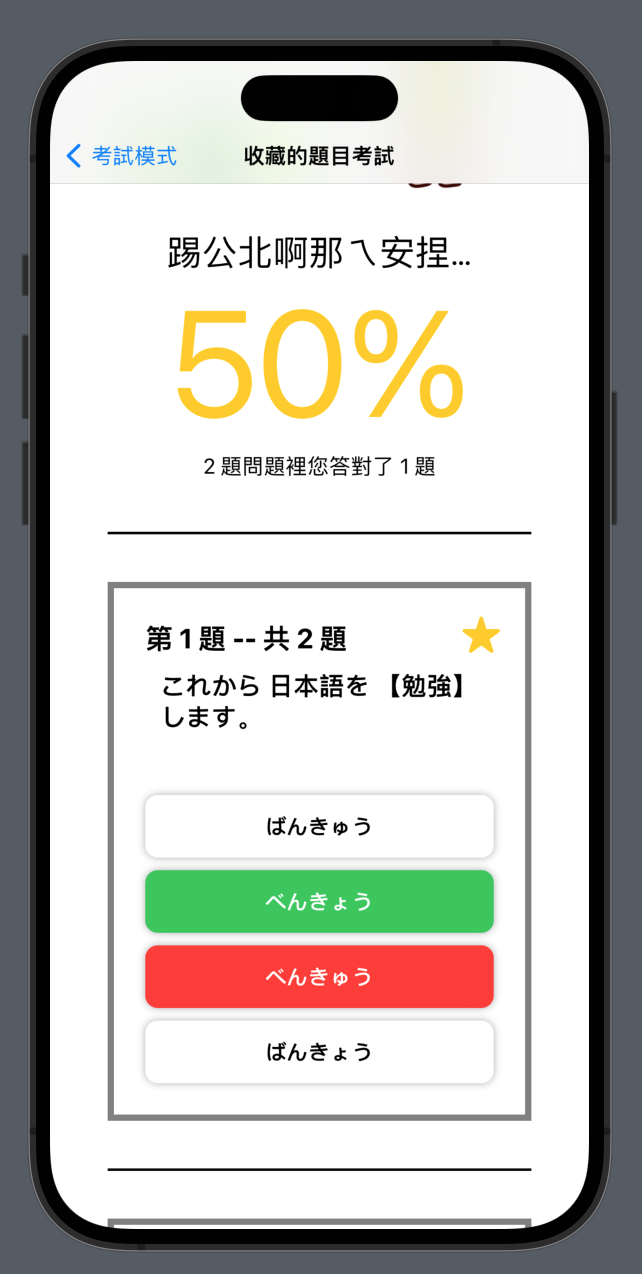 考試模式
收藏的題目考試
踢公北啊那ㄟ安捏...
50%
2 題問題裡您答對了 1 題
第 1 題 -- 共 2 題
これから 日本語を 【勉強】
します。
ばんきゅう
べんきょう
べんきゅう
ばんきょう